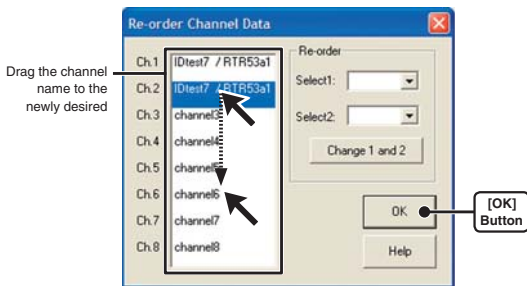 Re-order Channel Data
Drag the channel
name to the
newly desired
Ch.1 IDtest7 / RTR53a1
Ch.2 IDtest7 / RTR53a1
Ch.3 channel3
Ch.4 channel4
Ch.5 channel5
Ch.6 channel6
Ch.7 channel7
Ch.8 channel8
Re-order
Select1:
Select2:
Change 1 and 2
OK
Help
[OK]
Button